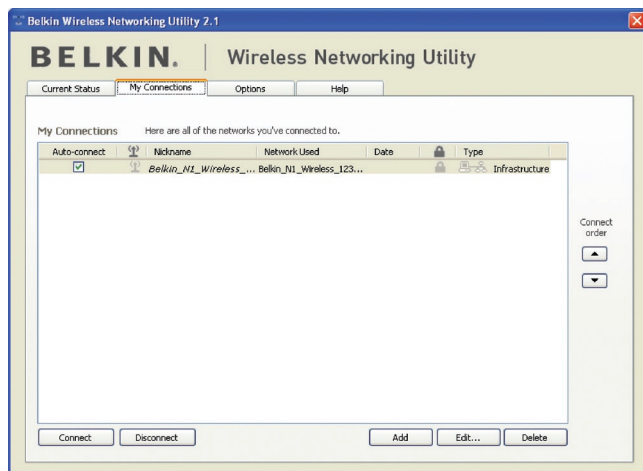 Belkin Wireless Networking Utility 2.1
BELKIN. Wireless Networking Utility
Current Status My Connections Options Help
My Connections Here are all of the networks you've connected to.
Auto-connect Nickname Network Used Date Type
Belkin_N1_Wireless_... Belkin_N1_Wireless_123... Infrastructure
Connect
order
Connect Disconnect Add Edit... Delete